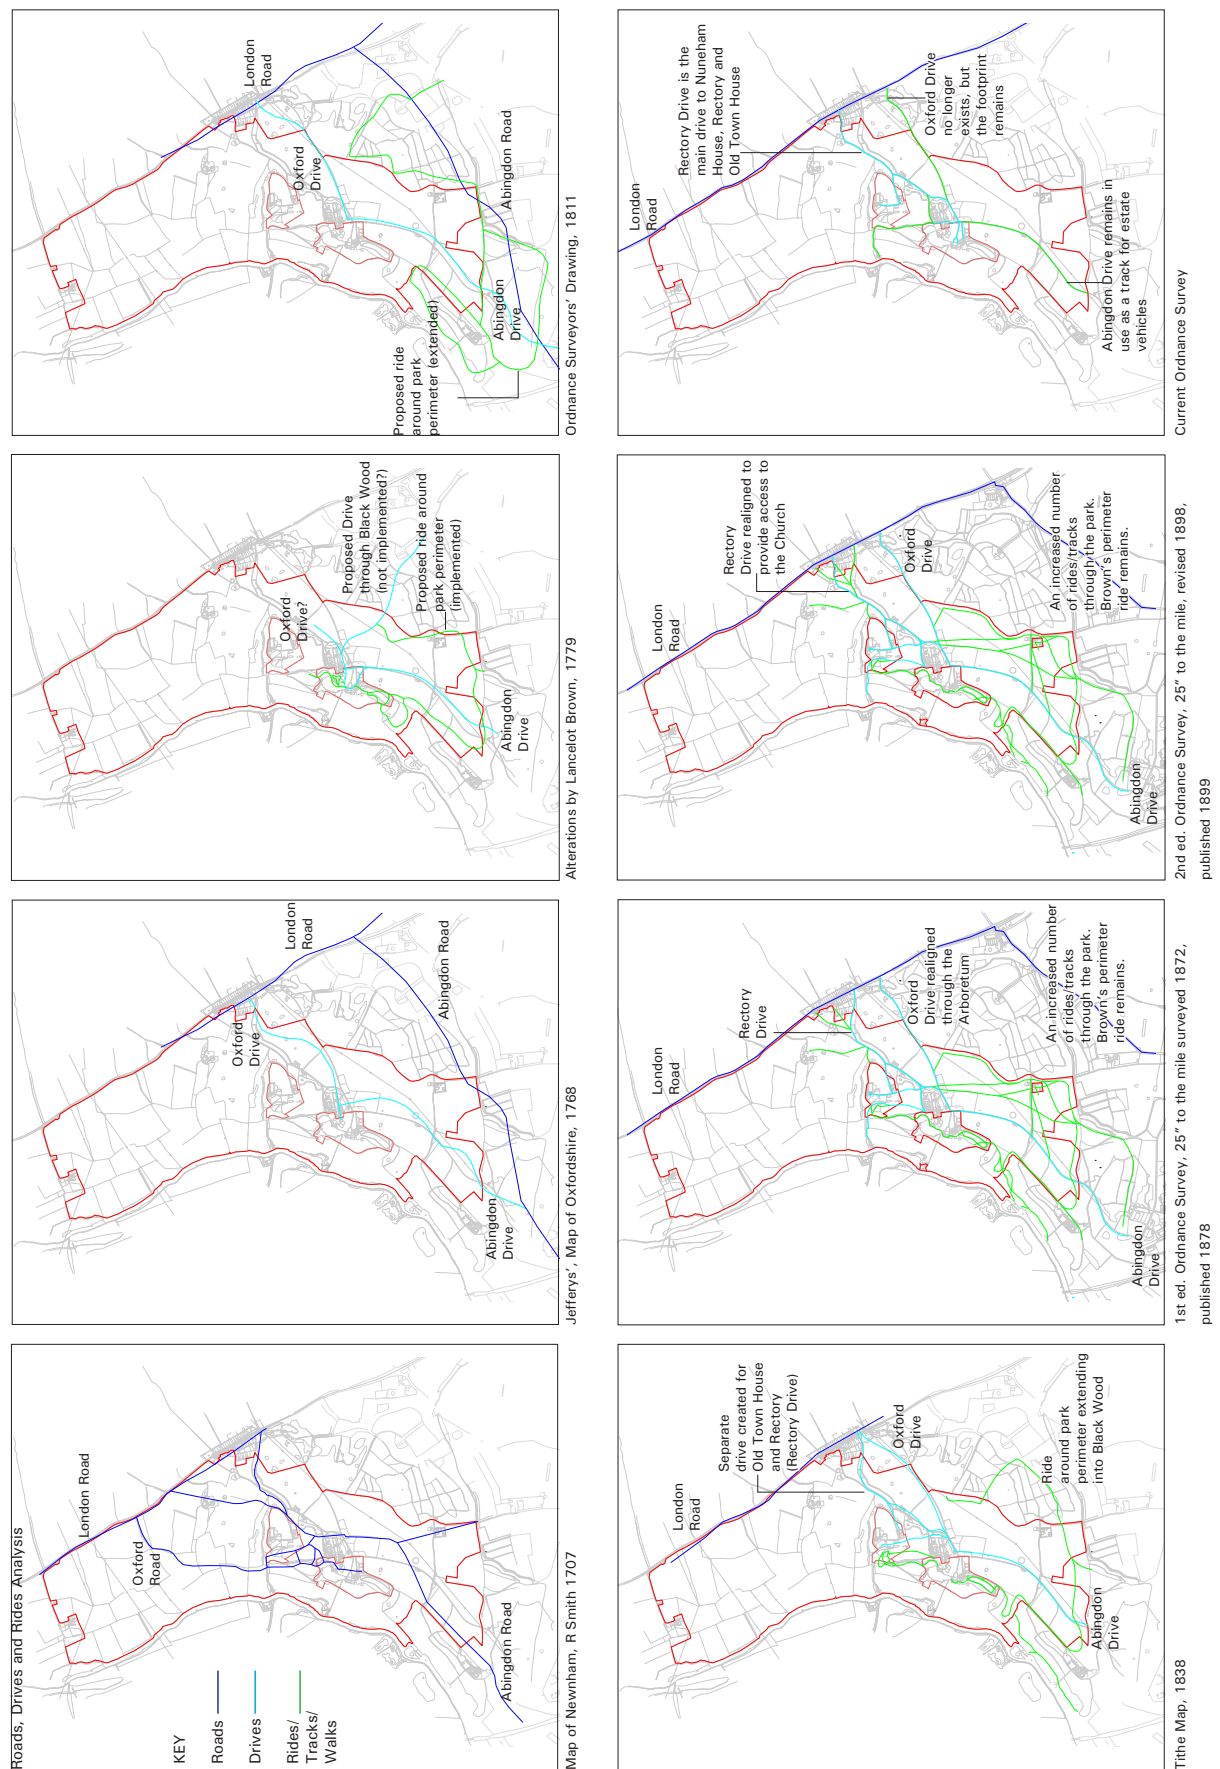 Roads, Drives and Rides Analysis
London Road
Oxford
Road
Abingdon Road
KEY
Roads
Drives
Rides/
Tracks/
Walks
Map of Newnham, R Smith 1707
London
Road
Oxford
Drive
Abingdon Road
Abingdon
Drive
Jefferys', Map of Oxfordshire, 1768
Oxford
Drive?
Proposed Drive
through Black Wood
(not implemented?)
Proposed ride around
park perimeter
(implemented)
Abingdon
Drive
Alterations by Lancelot Brown, 1779
London
Road
Oxford
Drive
Abingdon Road
Abingdon
Drive
Proposed ride
around park
perimeter (extended)
Ordnance Surveyors' Drawing, 1811
London
Road
Separate
drive created for
Old Town House
and Rectory
(Rectory Drive)
Oxford
Drive
Ride
around park
perimeter extending
into Black Wood
Abingdon
Drive
Tithe Map, 1838
London
Road
Rectory
Drive
Oxford
Drive realigned
through the
Arboretum
An increased number
of rides/tracks
through the park.
Brown's perimeter
ride remains.
Abingdon
Drive
1st ed. Ordnance Survey, 25" to the mile surveyed 1872,
published 1878
London
Road
Rectory
Drive realigned to
provide access to
the Church
Oxford
Drive
An increased number
of rides/tracks
through the park.
Brown's perimeter
ride remains.
Abingdon
Drive
2nd ed. Ordnance Survey, 25" to the mile, revised 1898,
published 1899
London
Road
Rectory Drive is the
main drive to Nuneham
House, Rectory and
Old Town House
Oxford Drive
no longer
exists, but
the footprint
remains
Abingdon Drive remains in
use as a track for estate
vehicles
Current Ordnance Survey